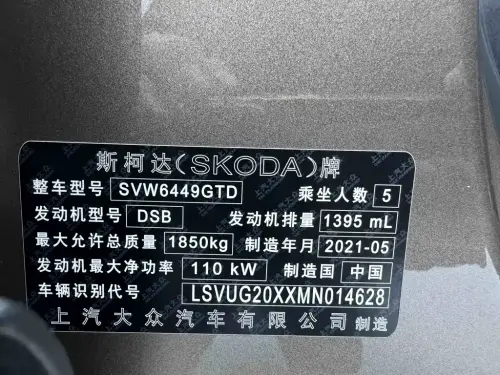 斯柯达(SKODA)牌
整车型号 SVW6449GTD 乘坐人数 5
发动机型号 DSB 发动机排量 1395 mL
最大允许总质量 1850kg 制造年月 2021-05
发动机最大净功率 110 kW 制造国 中国
车辆识别代号 LSVUG20XXMN014628
上汽大众汽车有限公司 制造